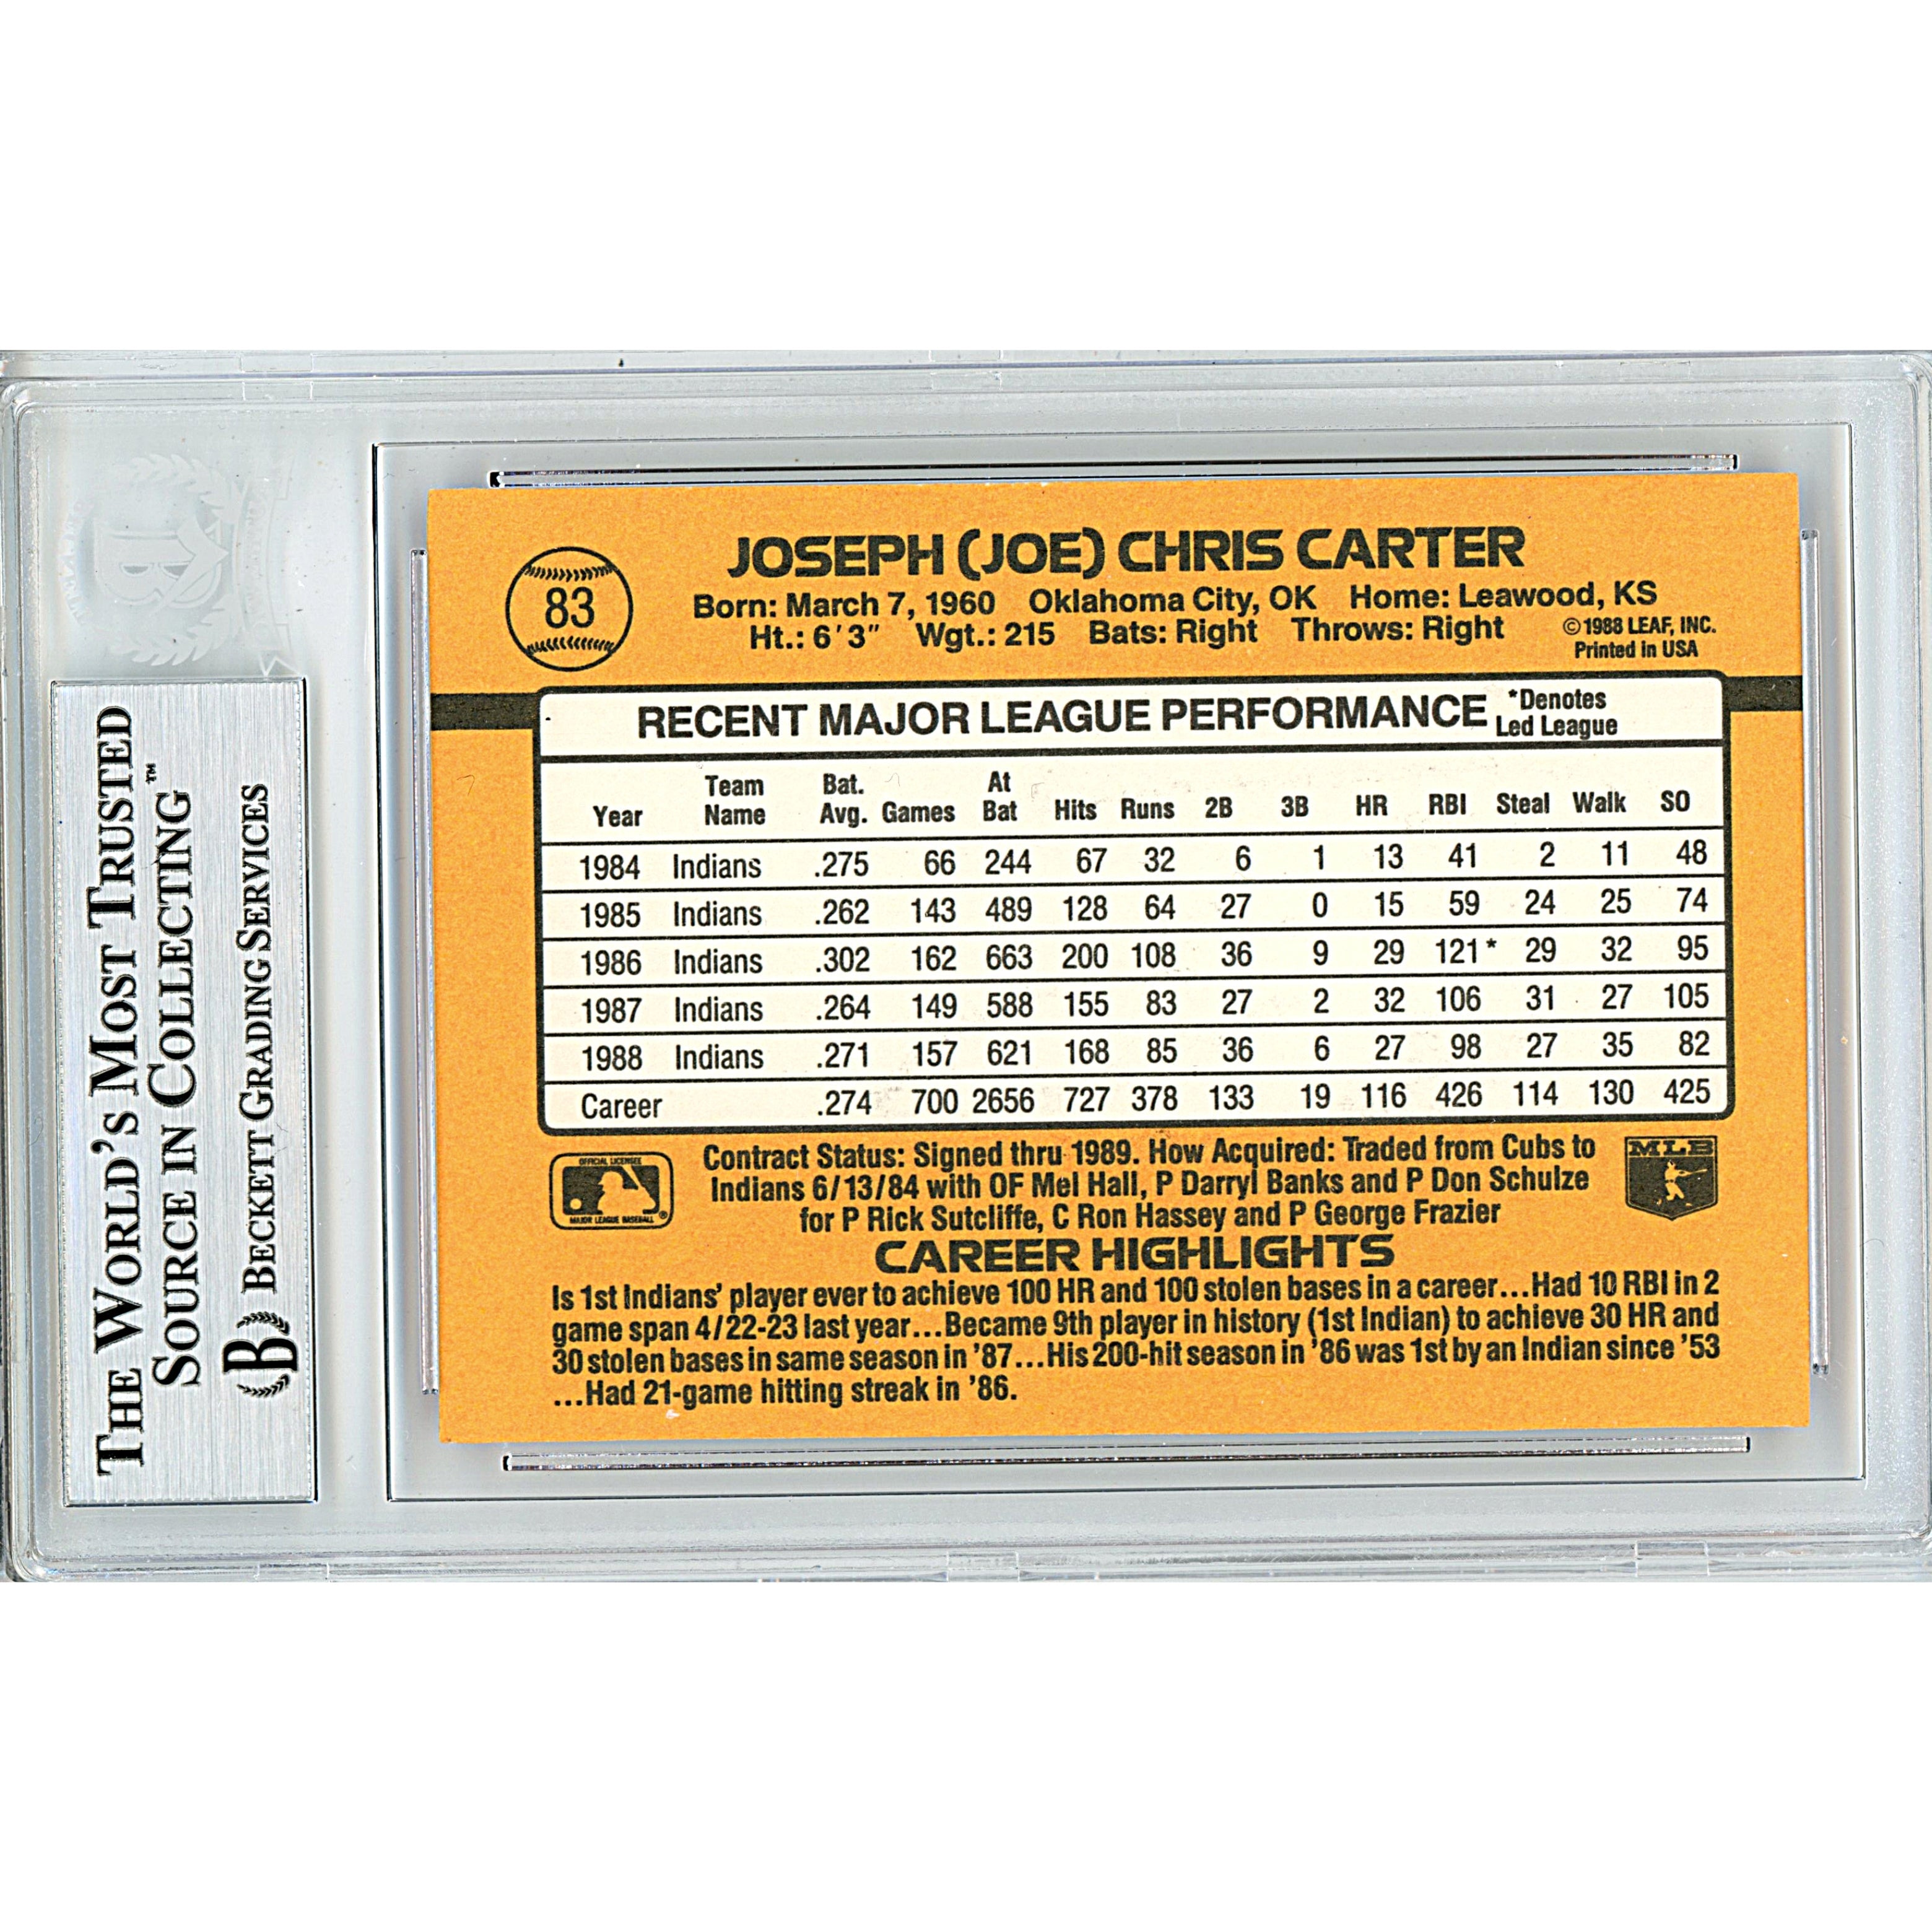 THE WORLD'S MOST TRUSTED
SOURCE IN COLLECTING™
BECKETT GRADING SERVICES
83
JOSEPH (JOE) CHRIS CARTER
Born: March 7, 1960 Oklahoma City, OK Home: Leawood, KS
Ht.: 6'3" Wgt.: 215 Bats: Right Throws: Right
©1988 LEAF, INC.
Printed in USA
RECENT MAJOR LEAGUE PERFORMANCE *Denotes
Led League
Year Team Name Bat. Avg. Games At Bat Hits Runs 2B 3B HR RBI Steal Walk SO
1984 Indians .275 66 244 67 32 6 1 13 41 2 11 48
1985 Indians .262 143 489 128 64 27 0 15 59 24 25 74
1986 Indians .302 162 663 200 108 36 9 29 121* 29 32 95
1987 Indians .264 149 588 155 83 27 2 32 106 31 27 105
1988 Indians .271 157 621 168 85 36 6 27 98 27 35 82
Career .274 700 2656 727 378 133 19 116 426 114 130 425
OFFICIAL LICENSEE
MAJOR LEAGUE BASEBALL®
Contract Status: Signed thru 1989. How Acquired: Traded from Cubs to
Indians 6/13/84 with OF Mel Hall, P Darryl Banks and P Don Schulze
for P Rick Sutcliffe, C Ron Hassey and P George Frazier
MLB
CAREER HIGHLIGHTS
Is 1st Indians' player ever to achieve 100 HR and 100 stolen bases in a career...Had 10 RBI in 2
game span 4/22-23 last year...Became 9th player in history (1st Indian) to achieve 30 HR and
30 stolen bases in same season in '87...His 200-hit season in '86 was 1st by an Indian since '53
...Had 21-game hitting streak in '86.